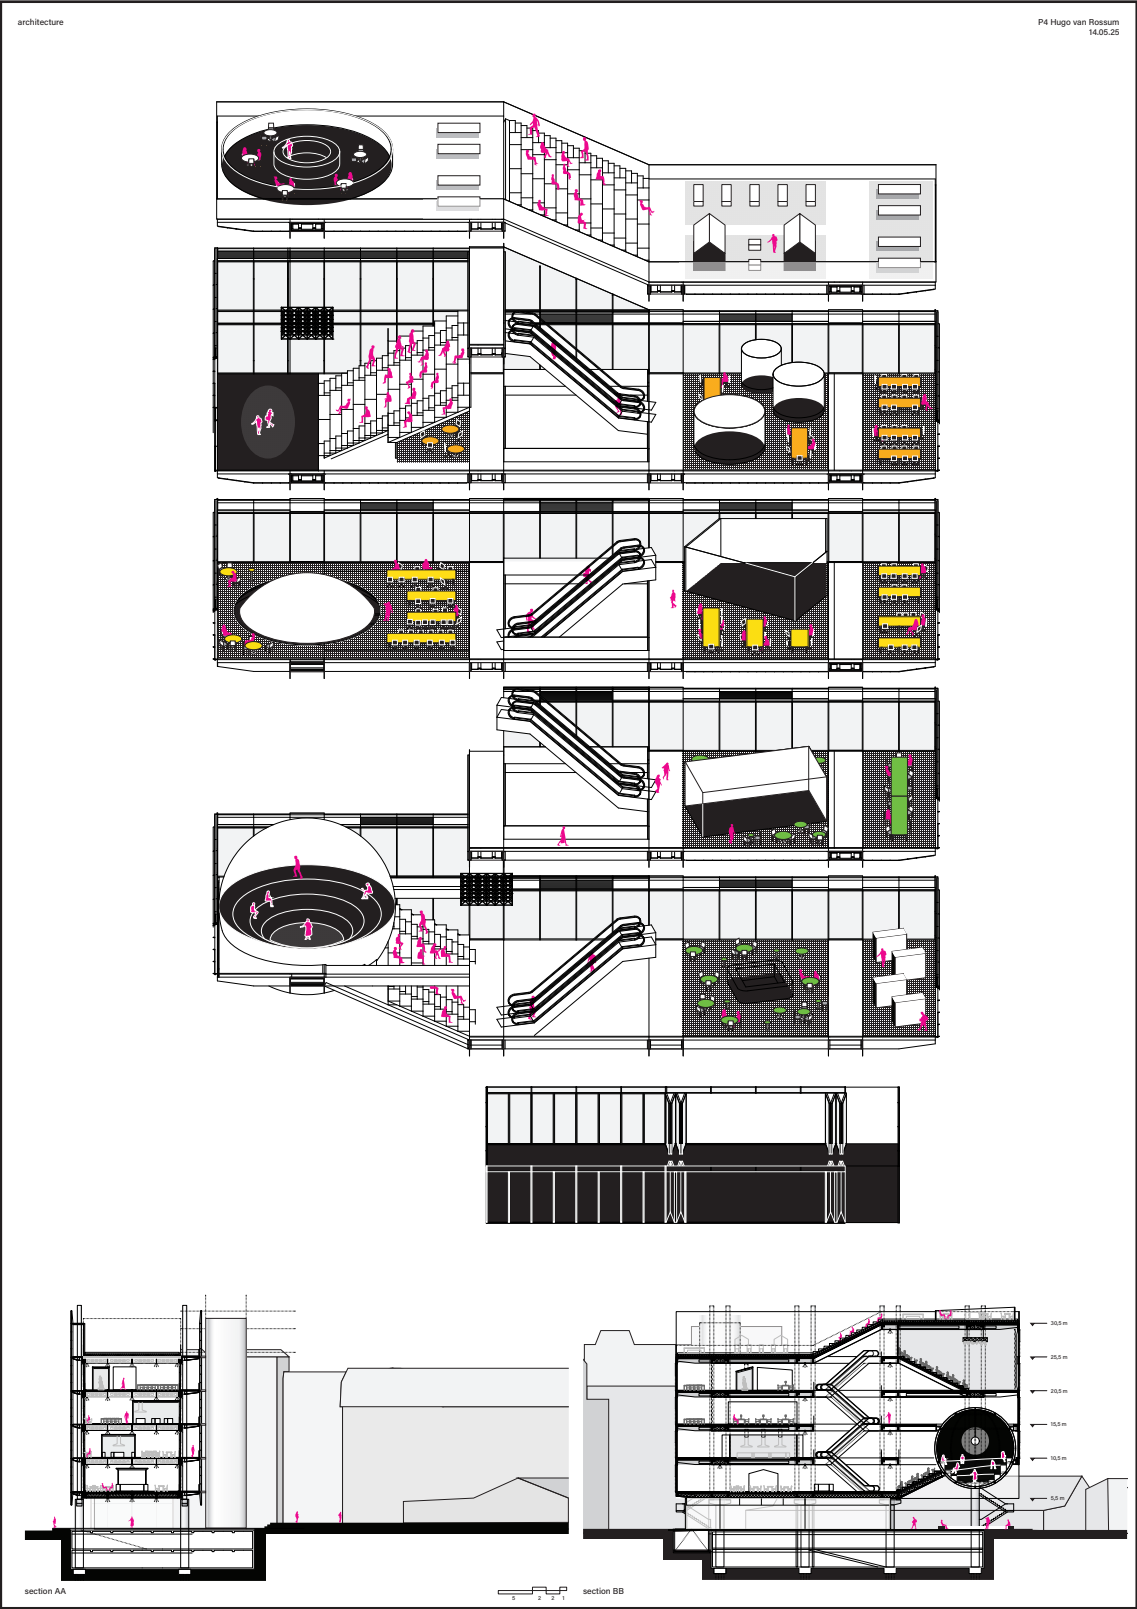 architecture
P4 Hugo van Rossum
14.05.25
30,5 m
25,5 m
20,5 m
15,5 m
10,5 m
5,5 m
section AA
5 2 2 1
section BB